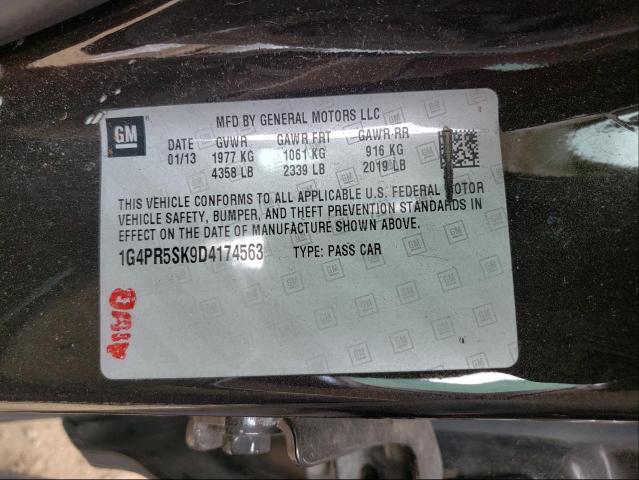 GM
MFD BY GENERAL MOTORS LLC
DATE GVWR GAWR FRT GAWR RR
01/13 1977 KG 1061 KG 916 KG
4358 LB 2339 LB 2019 LB
THIS VEHICLE CONFORMS TO ALL APPLICABLE U.S. FEDERAL MOTOR
VEHICLE SAFETY, BUMPER, AND THEFT PREVENTION STANDARDS IN
EFFECT ON THE DATE OF MANUFACTURE SHOWN ABOVE.
1G4PR5SK9D4174563 TYPE: PASS CAR